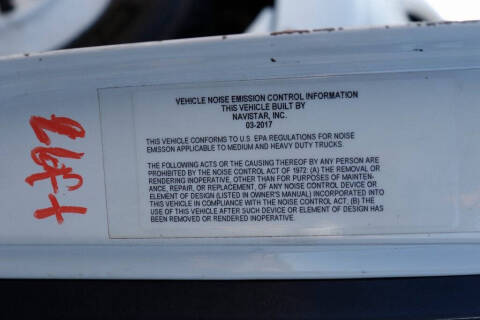 VEHICLE NOISE EMISSION CONTROL INFORMATION
THIS VEHICLE BUILT BY
NAVISTAR, INC.
03-2017
THIS VEHICLE CONFORMS TO U.S. EPA REGULATIONS FOR NOISE
EMISSON APPLICABLE TO MEDIUM AND HEAVY DUTY TRUCKS.
THE FOLLOWING ACTS OR THE CAUSING THEREOF BY ANY PERSON ARE
PROHIBITED BY THE NOISE CONTROL ACT OF 1972: (A) THE REMOVAL OR
RENDERING INOPERATIVE, OTHER THAN FOR PURPOSES OF MAINTEN-
ANCE, REPAIR, OR REPLACEMENT, OF ANY NOISE CONTROL DEVICE OR
ELEMENT OF DESIGN (LISTED IN OWNER'S MANUAL) INCORPORATED INTO
THIS VEHICLE IN COMPLIANCE WITH THE NOISE CONTROL ACT, (B) THE
USE OF THIS VEHICLE AFTER SUCH DEVICE OR ELEMENT OF DESIGN HAS
BEEN REMOVED OR RENDERED INOPERATIVE.